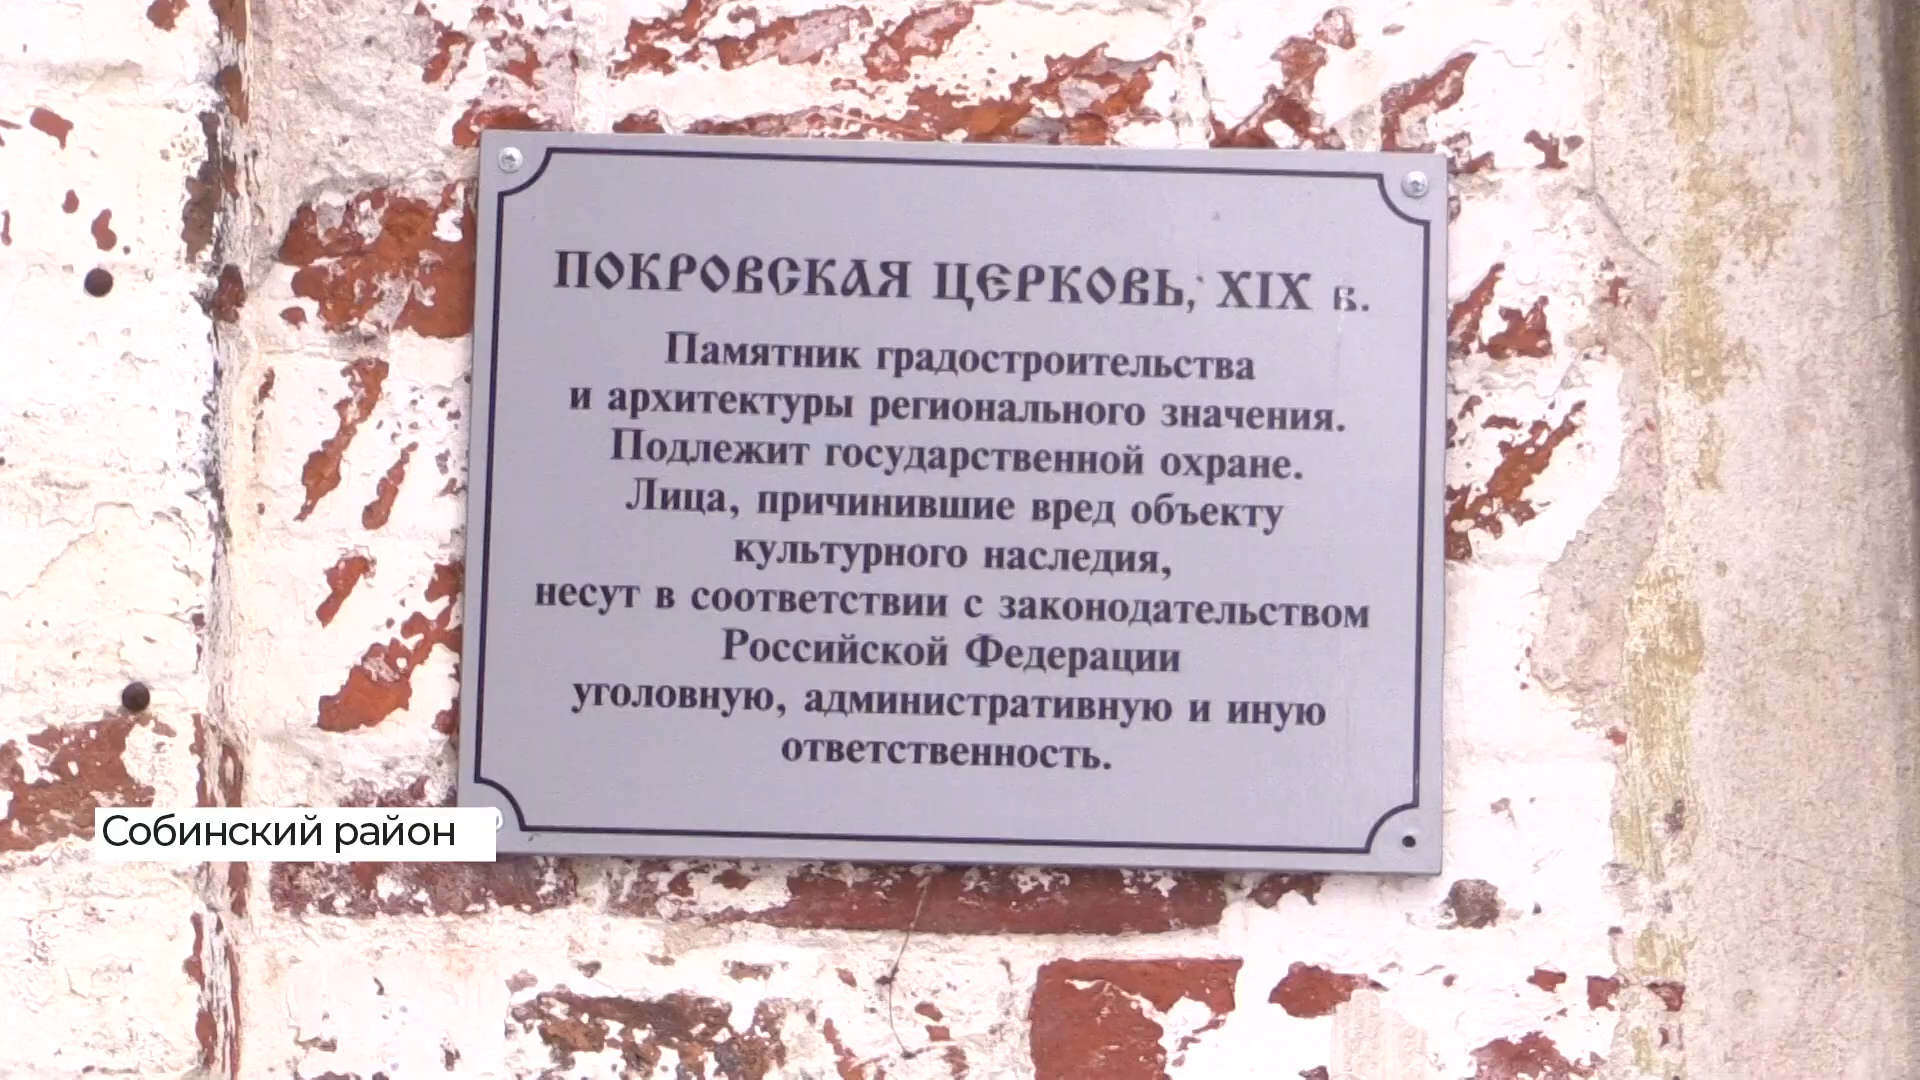 ПОКРОВСКАЯ ЦЕРКОВЬ, XIX в.
Памятник градостроительства
и архитектуры регионального значения.
Подлежит государственной охране.
Лица, причинившие вред объекту
культурного наследия,
несут в соответствии с законодательством
Российской Федерации
уголовную, административную и иную
ответственность.
Собинский район